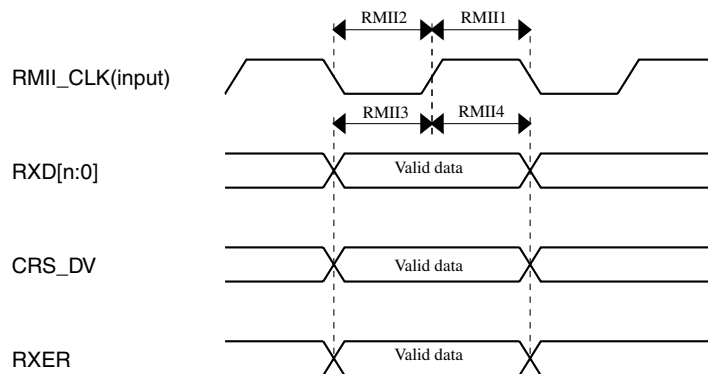 RMII2 RMII1
RMII_CLK(input)
RMII3 RMII4
RXD[n:0] Valid data
CRS_DV Valid data
RXER Valid data